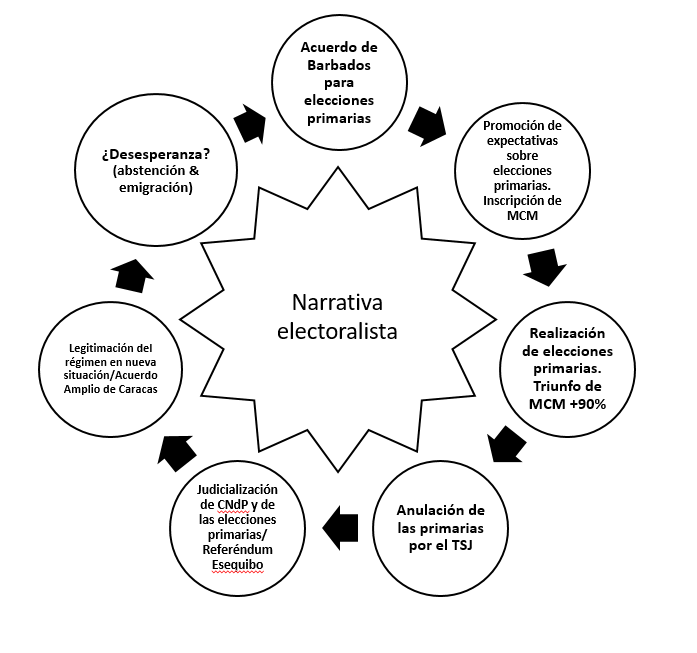 Acuerdo de
Barbados
para
elecciones
primarias
Promoción de
expectativas
sobre
elecciones
primarias.
Inscripción de
MCM
Realización
de elecciones
primarias.
Triunfo de
MCM +90%
Anulación de
las primarias
por el TSJ
Judicialización
de CNdP y de
las elecciones
primarias/
Referéndum
Esequibo
Legitimación del
régimen en nueva
situación/Acuerdo
Amplio de Caracas
¿Desesperanza?
(abstención &
emigración)
Narrativa
electoralista